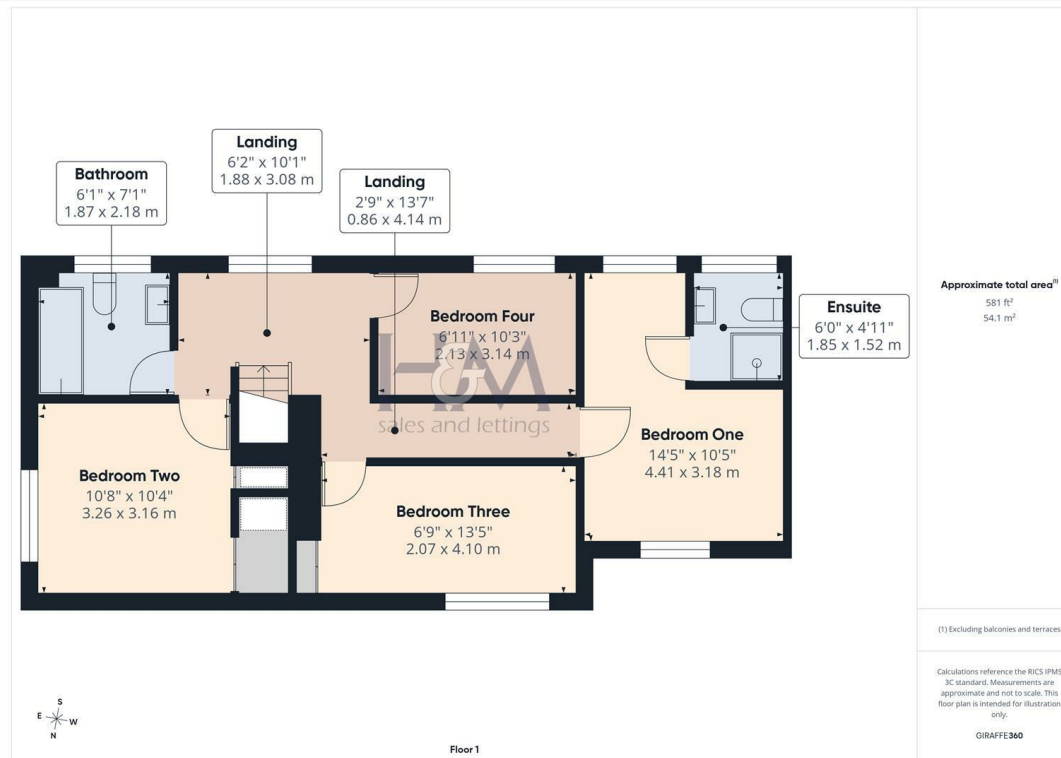 Landing
6'2" x 10'1"
1.88 x 3.08 m
Bathroom
6'1" x 7'1"
1.87 x 2.18 m
Landing
2'9" x 13'7"
0.86 x 4.14 m
Bedroom Four
6'11" x 10'3"
2.13 x 3.14 m
H&M
sales and lettings
Ensuite
6'0" x 4'11"
1.85 x 1.52 m
Bedroom One
14'5" x 10'5"
4.41 x 3.18 m
Bedroom Two
10'8" x 10'4"
3.26 x 3.16 m
Bedroom Three
6'9" x 13'5"
2.07 x 4.10 m
S
E
W
N
Floor 1
Approximate total area(1)
581 ft²
54.1 m²
(1) Excluding balconies and terraces
Calculations reference the RICS IPMS
3C standard. Measurements are
approximate and not to scale. This
floor plan is intended for illustration
only.
GIRAFFE360